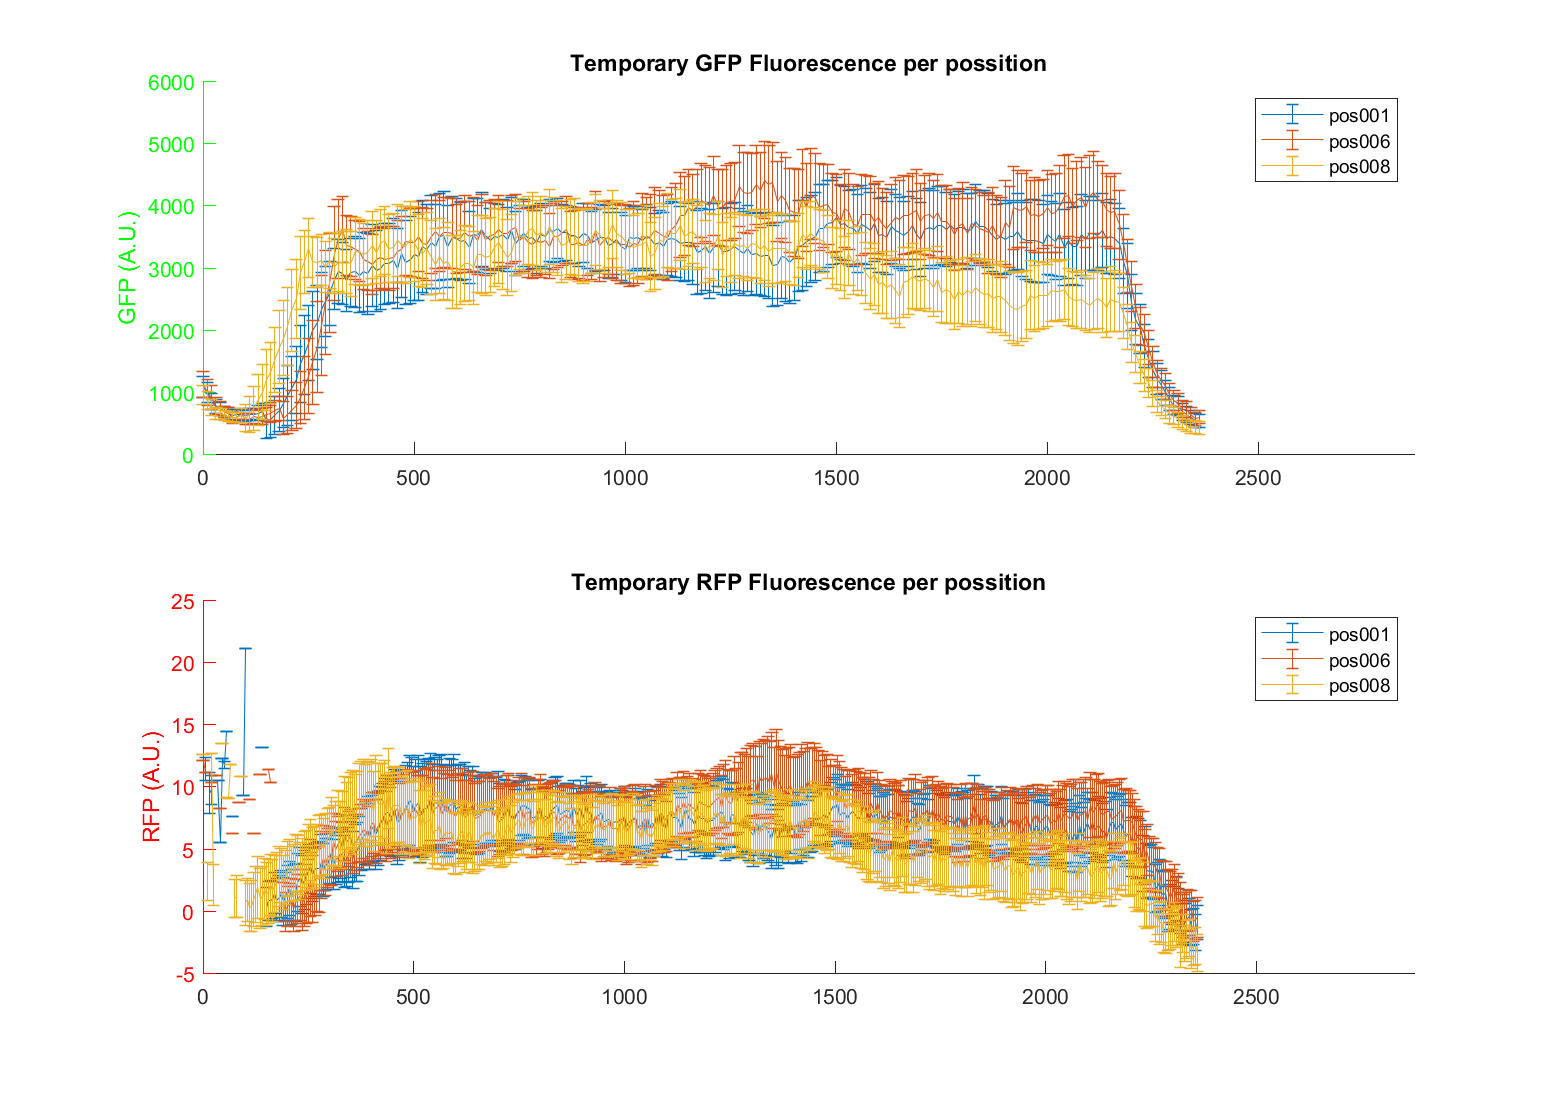 Temporary GFP Fluorescence per possition
GFP (A.U.)
6000
5000
4000
3000
2000
1000
0
0 500 1000 1500 2000 2500
pos001
pos006
pos008
Temporary RFP Fluorescence per possition
RFP (A.U.)
25
20
15
10
5
0
-5
0 500 1000 1500 2000 2500
pos001
pos006
pos008